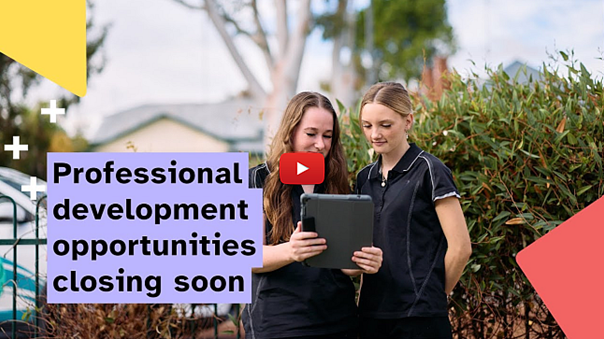 Professional
development
opportunities
closing soon